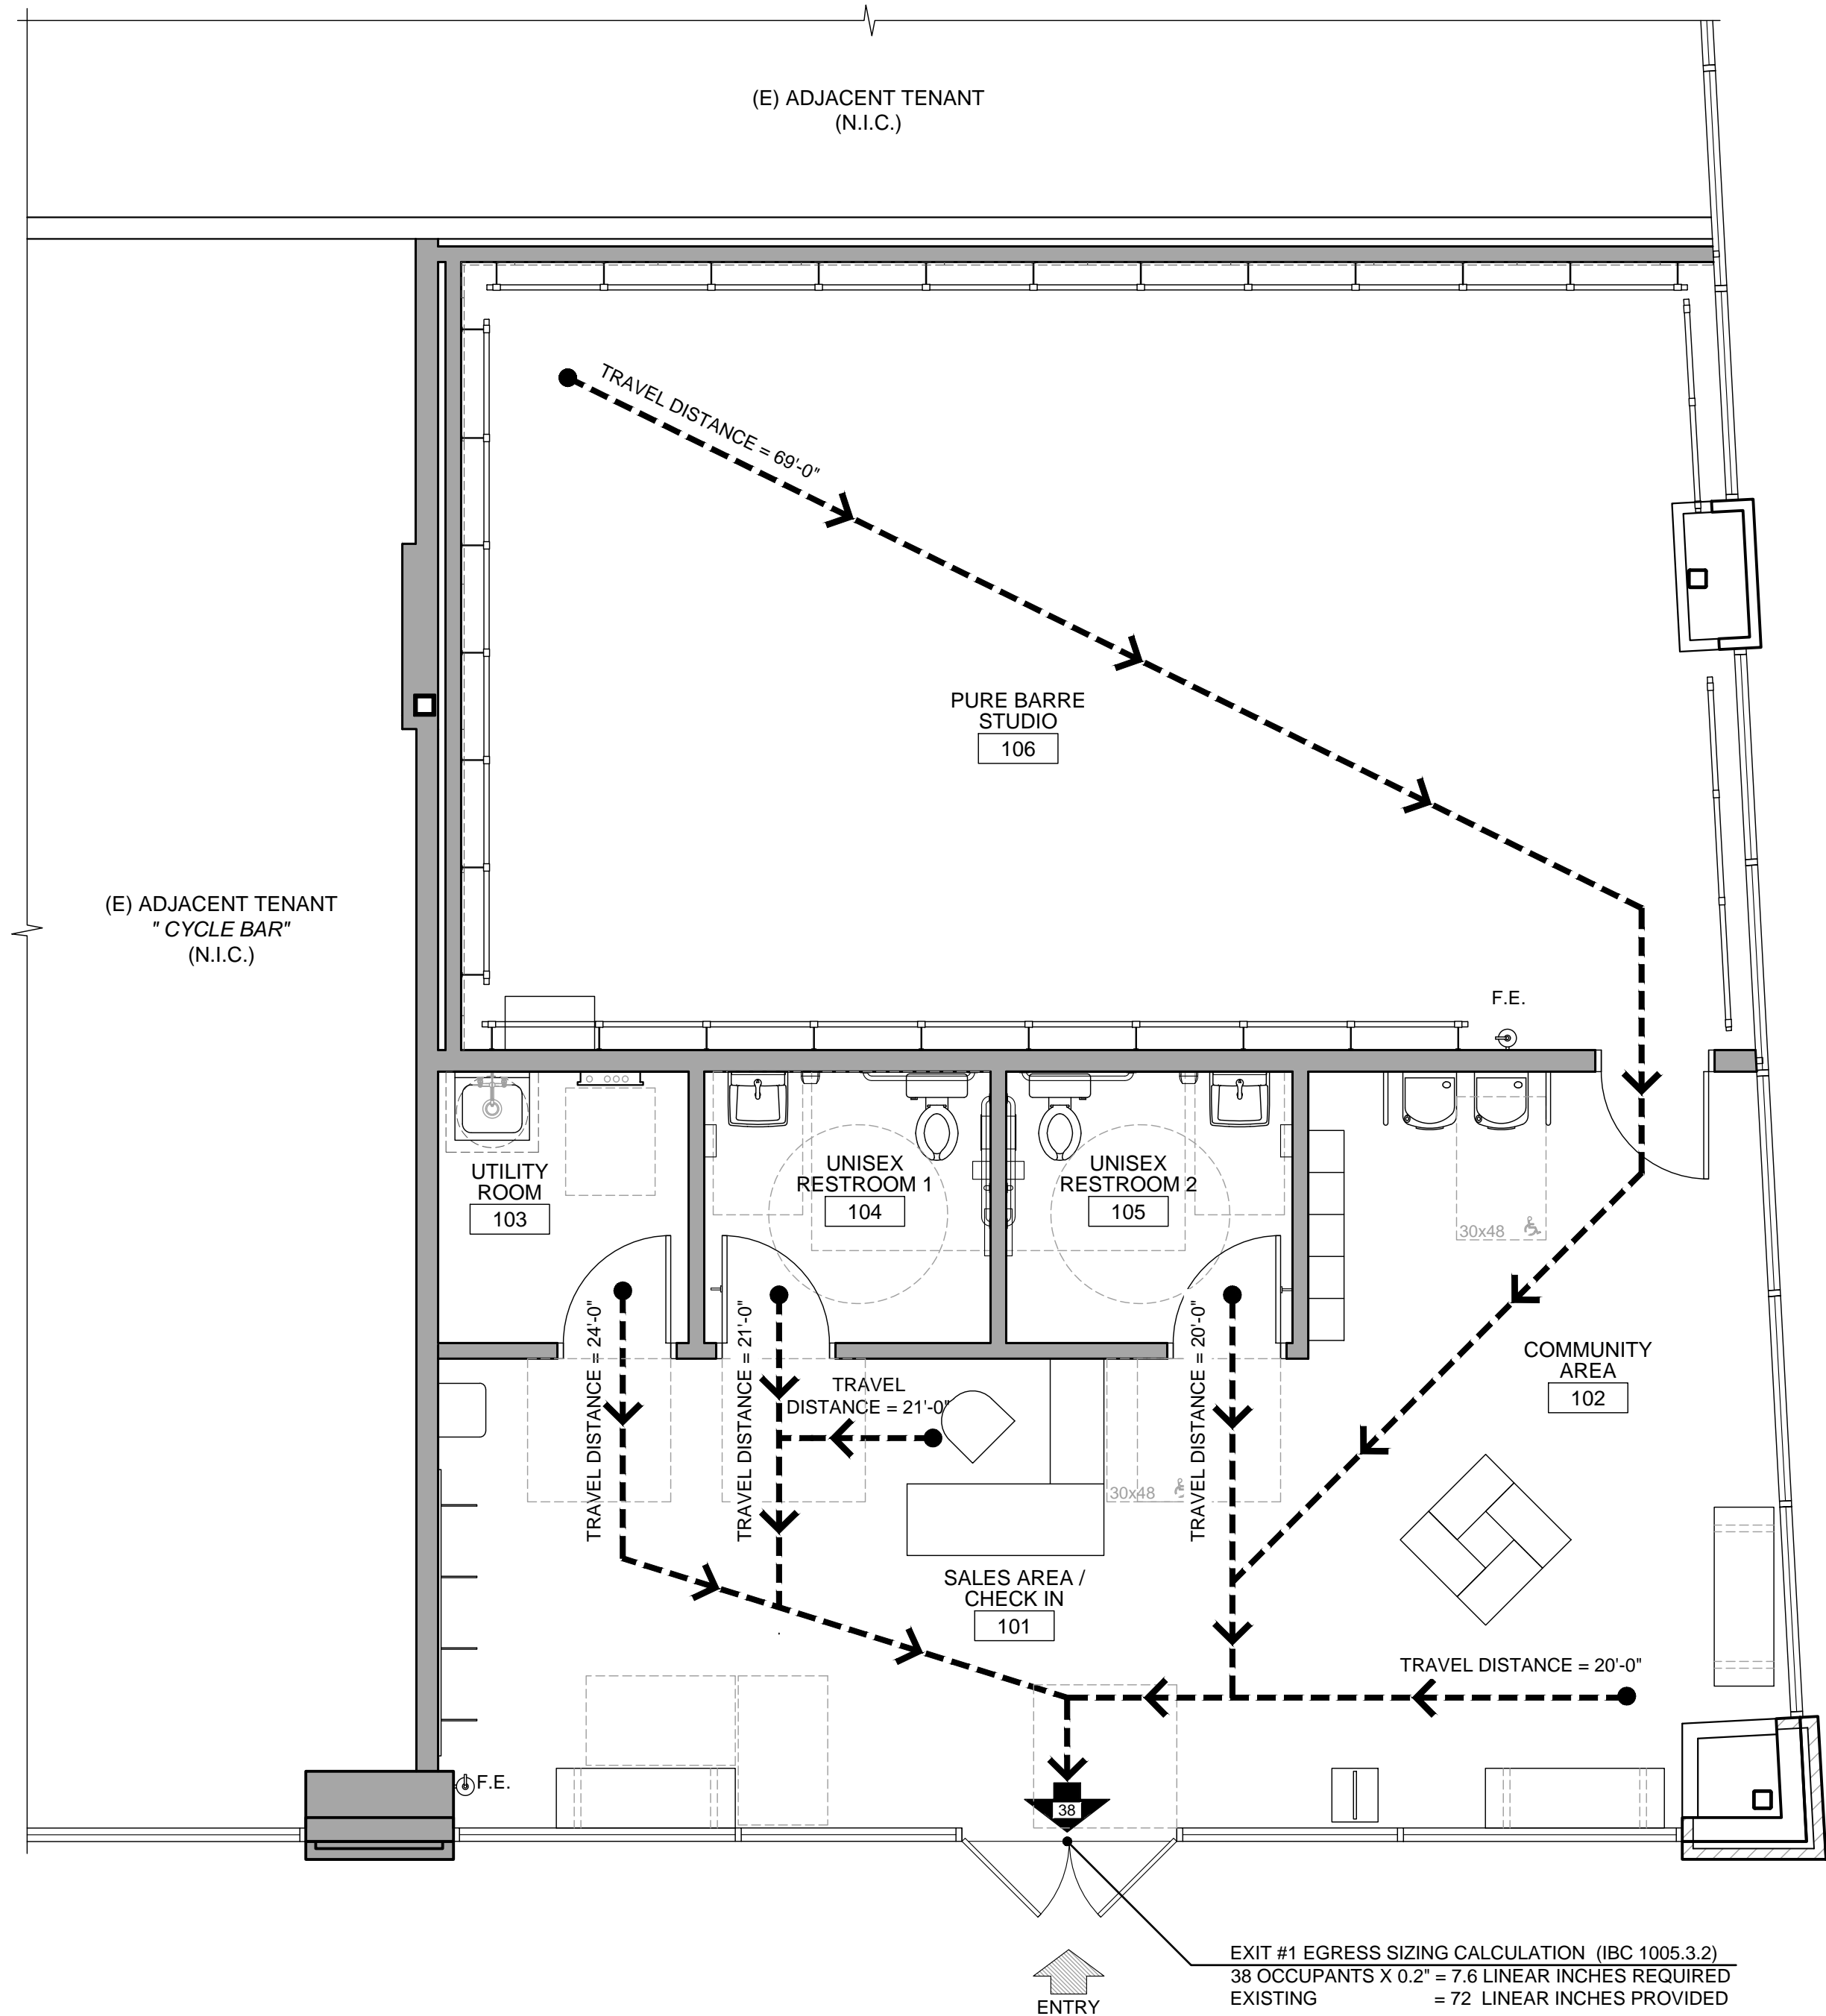 (E) ADJACENT TENANT
(N.I.C.)
TRAVEL DISTANCE = 69'-0"
PURE BARRE
STUDIO
106
(E) ADJACENT TENANT
" CYCLE BAR"
(N.I.C.)
F.E.
UTILITY
ROOM
103
UNISEX
RESTROOM 1
104
UNISEX
RESTROOM 2
105
30x48
COMMUNITY
AREA
102
TRAVEL DISTANCE = 24'-0"
TRAVEL DISTANCE = 21'-0"
TRAVEL
DISTANCE = 21'-0"
TRAVEL DISTANCE = 20'-0"
30x48
SALES AREA /
CHECK IN
101
TRAVEL DISTANCE = 20'-0"
F.E.
38
EXIT #1 EGRESS SIZING CALCULATION (IBC 1005.3.2)
38 OCCUPANTS X 0.2" = 7.6 LINEAR INCHES REQUIRED
EXISTING = 72 LINEAR INCHES PROVIDED
ENTRY